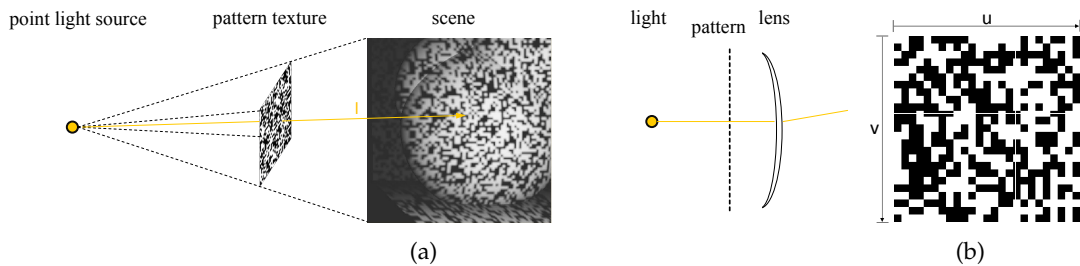 point light source
pattern texture
scene
l
(a)
light
pattern
lens
u
v
(b)